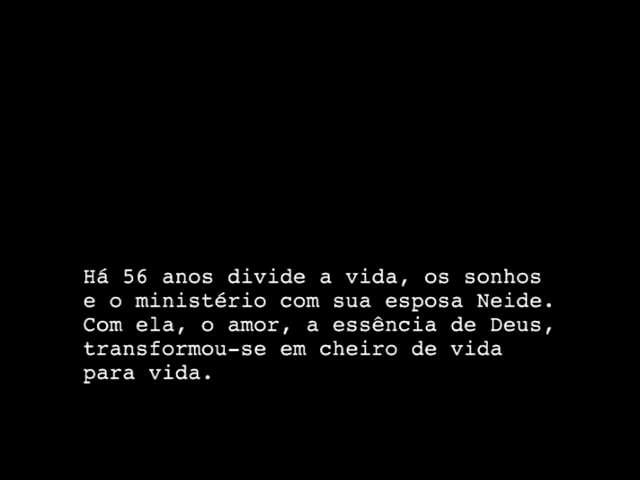 Há 56 anos divide a vida, os sonhos
e o ministério com sua esposa Neide.
Com ela, o amor, a essência de Deus,
transformou-se em cheiro de vida
para vida.